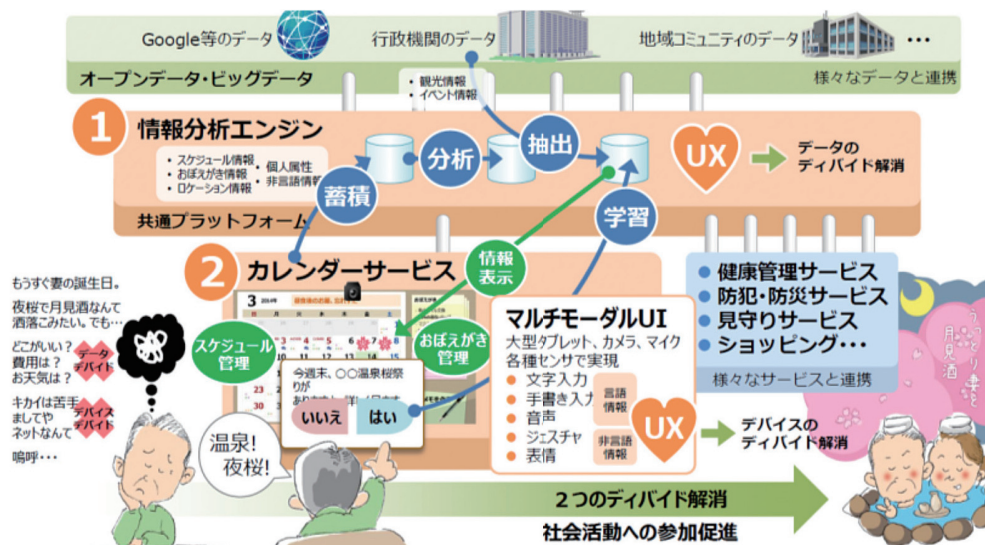 Google等のデータ
行政機関のデータ
地域コミュニティのデータ
・・・
オープンデータ・ビッグデータ
様々なデータと連携
・観光情報
・イベント情報
1
情報分析エンジン
・スケジュール情報
・おぼえがき情報
・ロケーション情報
・個人属性
・非言語情報
蓄積
分析
抽出
学習
UX
データの
ディバイド解消
共通プラットフォーム
情報
表示
2
カレンダーサービス
3 2014年
スケジュール
管理
おぼえがき
管理
今週末、○○温泉桜祭
りが
いいえ
はい
マルチモーダルUI
大型タブレット、カメラ、マイク
各種センサで実現
・文字入力
・手書き入力
・音声
・ジェスチャ
・表情
言語
情報
非言語
情報
UX
デバイスの
ディバイド解消
・健康管理サービス
・防犯・防災サービス
・見守りサービス
・ショッピング・・・
様々なサービスと連携
もうすぐ妻の誕生日。
夜桜で月見酒なんて
洒落こみたい。でも…
どこがいい?
費用は?
お天気は?
データ
デバイド
キカイは苦手
ましてや
ネットなんて
デバイス
デバイド
嗚呼・・・
温泉!
夜桜!
うっとり妻と
月見酒
2つのディバイド解消
社会活動への参加促進